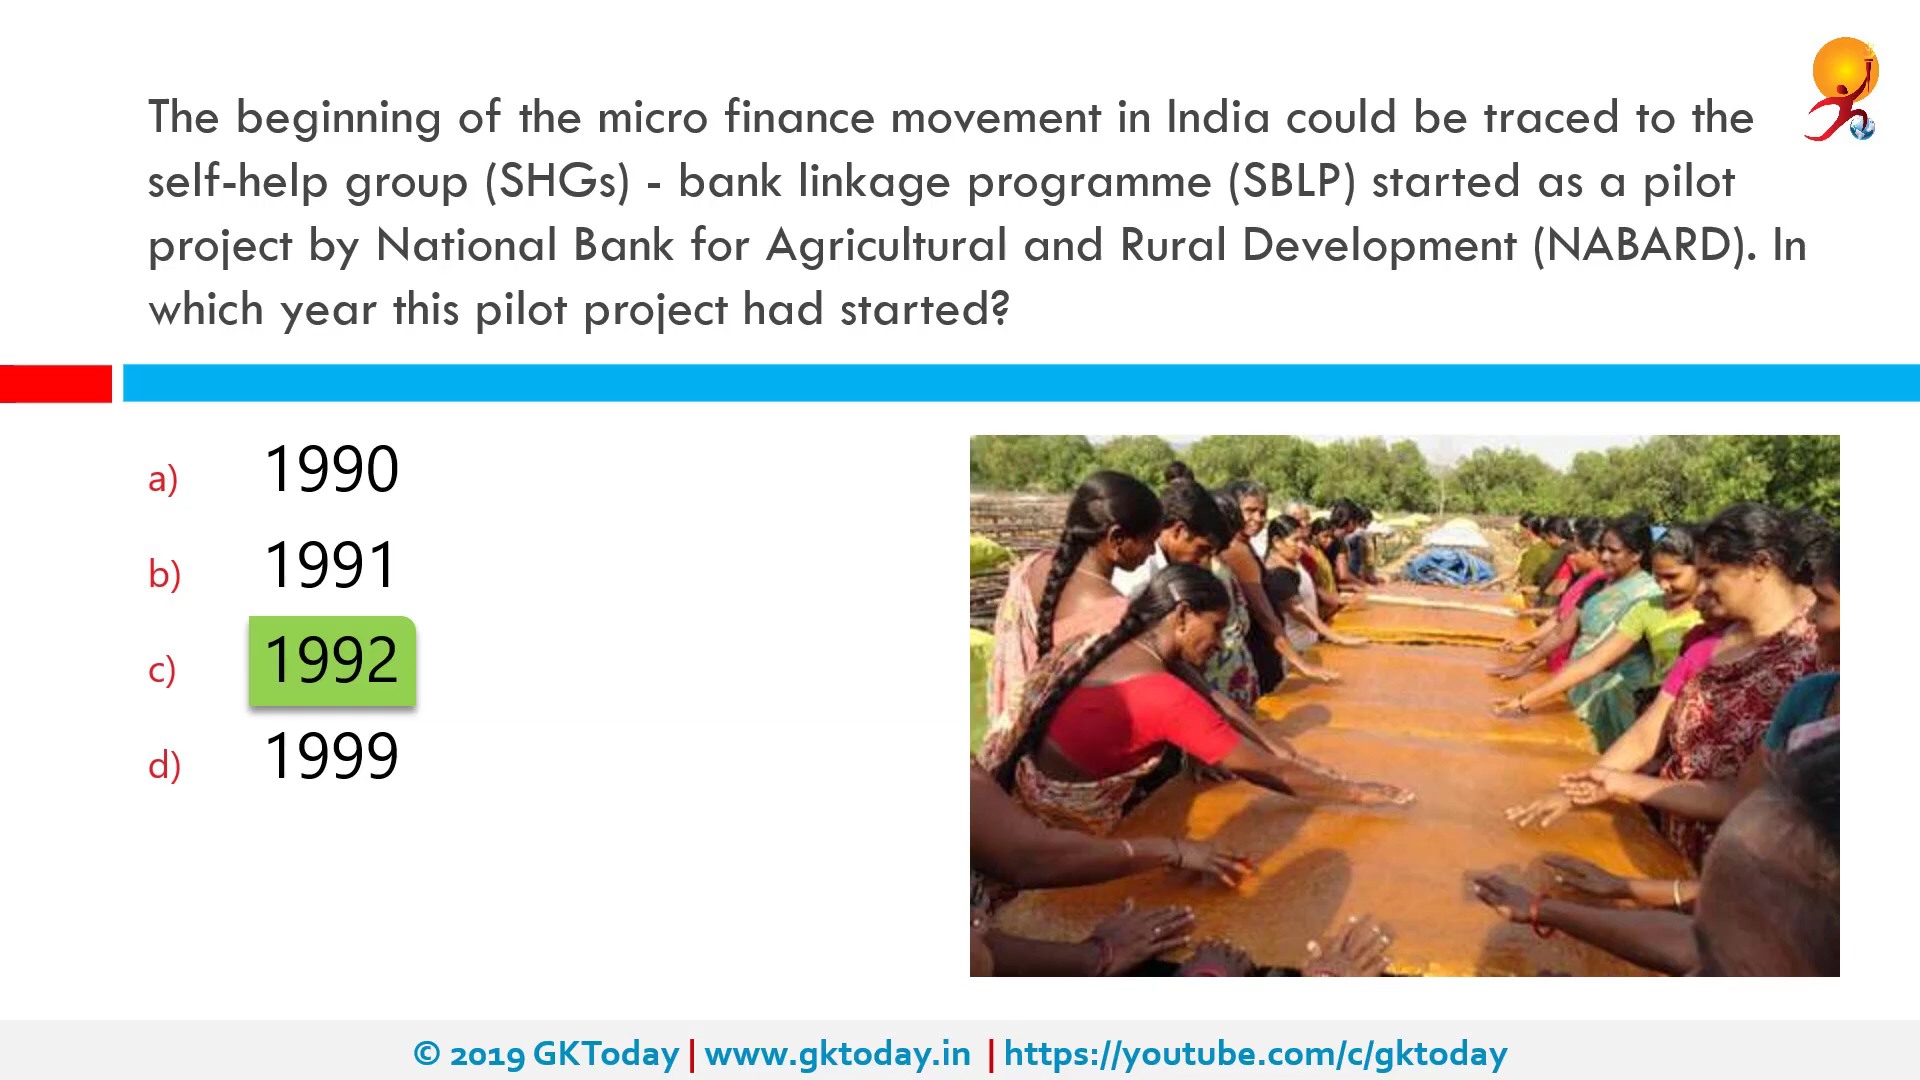 The beginning of the micro finance movement in India could be traced to the
self-help group (SHGs) - bank linkage programme (SBLP) started as a pilot
project by National Bank for Agricultural and Rural Development (NABARD). In
which year this pilot project had started?
a) 1990
b) 1991
c) 1992
d) 1999
© 2019 GKToday | www.gktoday.in | https://youtube.com/c/gktoday